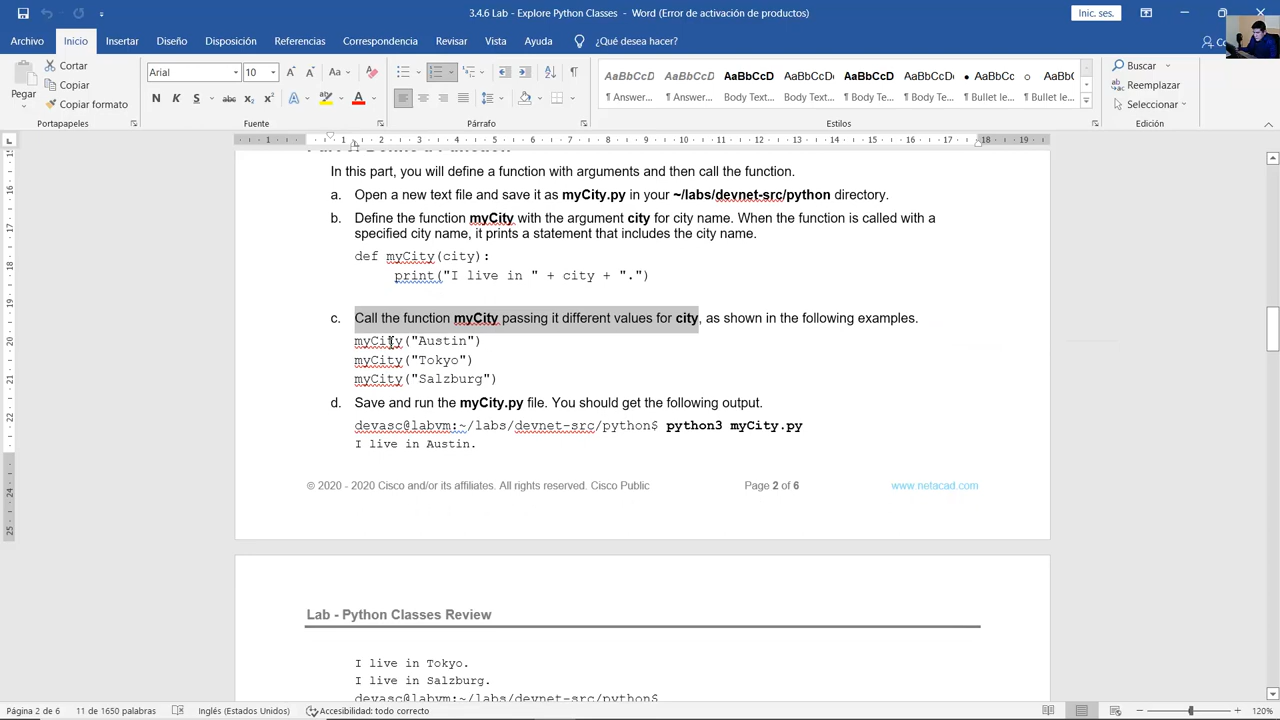 3.4.6 Lab - Explore Python Classes - Word (Error de activación de productos)
Inic. ses.
Archivo Inicio Insertar Diseño Disposición Referencias Correspondencia Revisar Vista Ayuda ¿Qué desea hacer?
Pegar
Cortar
Copiar
Copiar formato
Portapapeles
Arial 10
N K S abc x₂ x²
Fuente
Párrafo
AaBbCcD AaBbCcD AaBbCcD AaBbCcD AaBbCcD AaBbCcD AaBbCc AaBbC
¶ Answer... ¶ Answer... Body Text... Body Text... Body Text... ¶ Body T... ¶ Bullet le... ¶ Bullet N...
Estilos
Buscar
Reemplazar
Seleccionar
Edición
In this part, you will define a function with arguments and then call the function.
a. Open a new text file and save it as myCity.py in your ~/labs/devnet-src/python directory.
b. Define the function myCity with the argument city for city name. When the function is called with a
specified city name, it prints a statement that includes the city name.
def myCity(city):
print("I live in " + city + ".")
c. Call the function myCity passing it different values for city, as shown in the following examples.
myCity("Austin")
myCity("Tokyo")
myCity("Salzburg")
d. Save and run the myCity.py file. You should get the following output.
devasc@labvm:~/labs/devnet-src/python$ python3 myCity.py
I live in Austin.
© 2020 - 2020 Cisco and/or its affiliates. All rights reserved. Cisco Public Page 2 of 6 www.netacad.com
Lab - Python Classes Review
I live in Tokyo.
I live in Salzburg.
devasc@labvm:~/labs/devnet-src/python$
Página 2 de 6 11 de 1650 palabras Inglés (Estados Unidos) Accesibilidad: todo correcto 120%